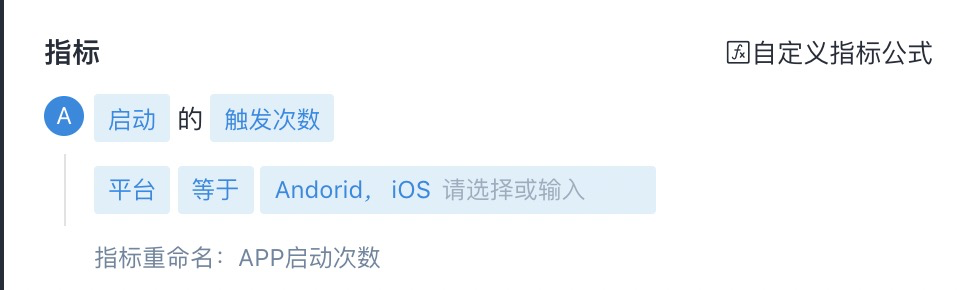 指标 自定义指标公式
A 启动 的 触发次数
平台 等于 Andorid, iOS 请选择或输入
指标重命名：APP启动次数